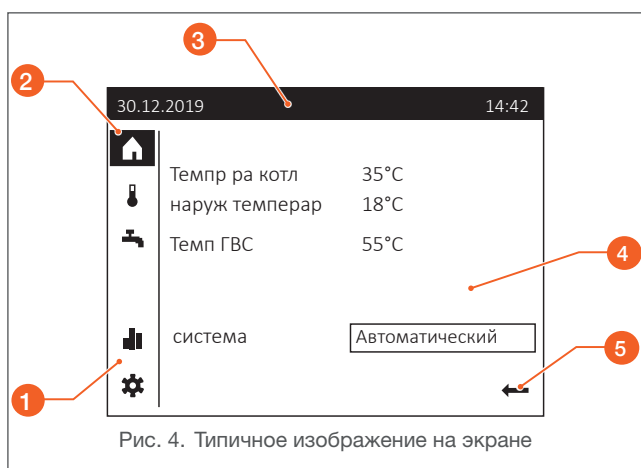 3
2
30.12.2019 14:42
Темпр ра котл 35°C
наруж темперар 18°C
Темп ГВС 55°C
4
система Автоматический
5
1
Рис. 4. Типичное изображение на экране